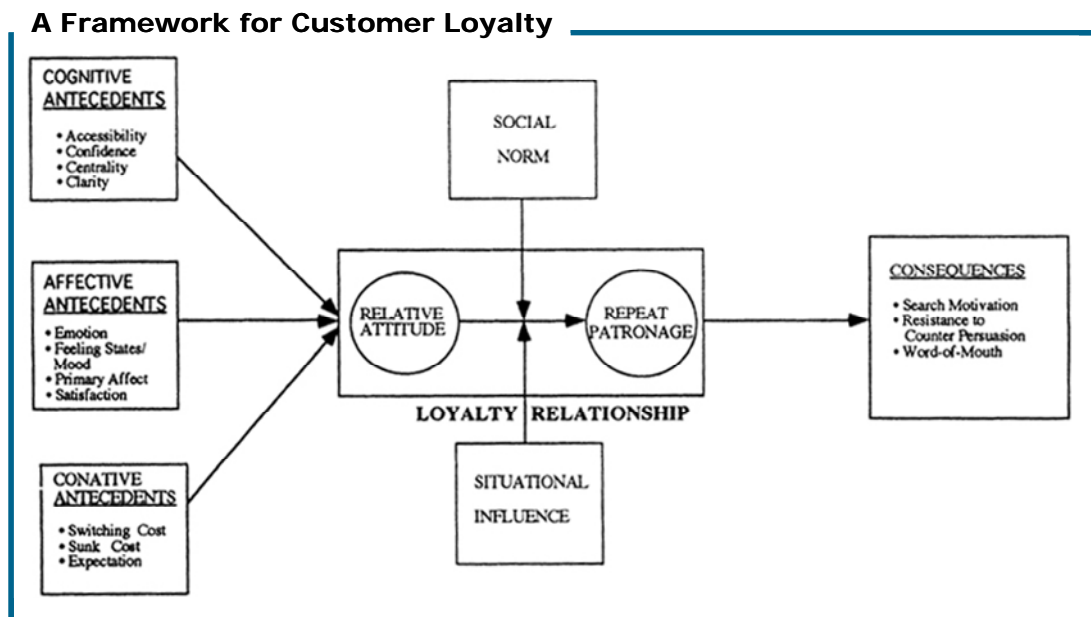 A Framework for Customer Loyalty
COGNITIVE
ANTECEDENTS
• Accessibility
• Confidence
• Centrality
• Clarity
SOCIAL
NORM
AFFECTIVE
ANTECEDENTS
• Emotion
• Feeling States/
Mood
• Primary Affect
• Satisfaction
RELATIVE
ATTITUDE
REPEAT
PATRONAGE
LOYALTY RELATIONSHIP
CONSEQUENCES
• Search Motivation
• Resistance to
Counter Persuasion
• Word-of-Mouth
CONATIVE
ANTECEDENTS
• Switching Cost
• Sunk Cost
• Expectation
SITUATIONAL
INFLUENCE